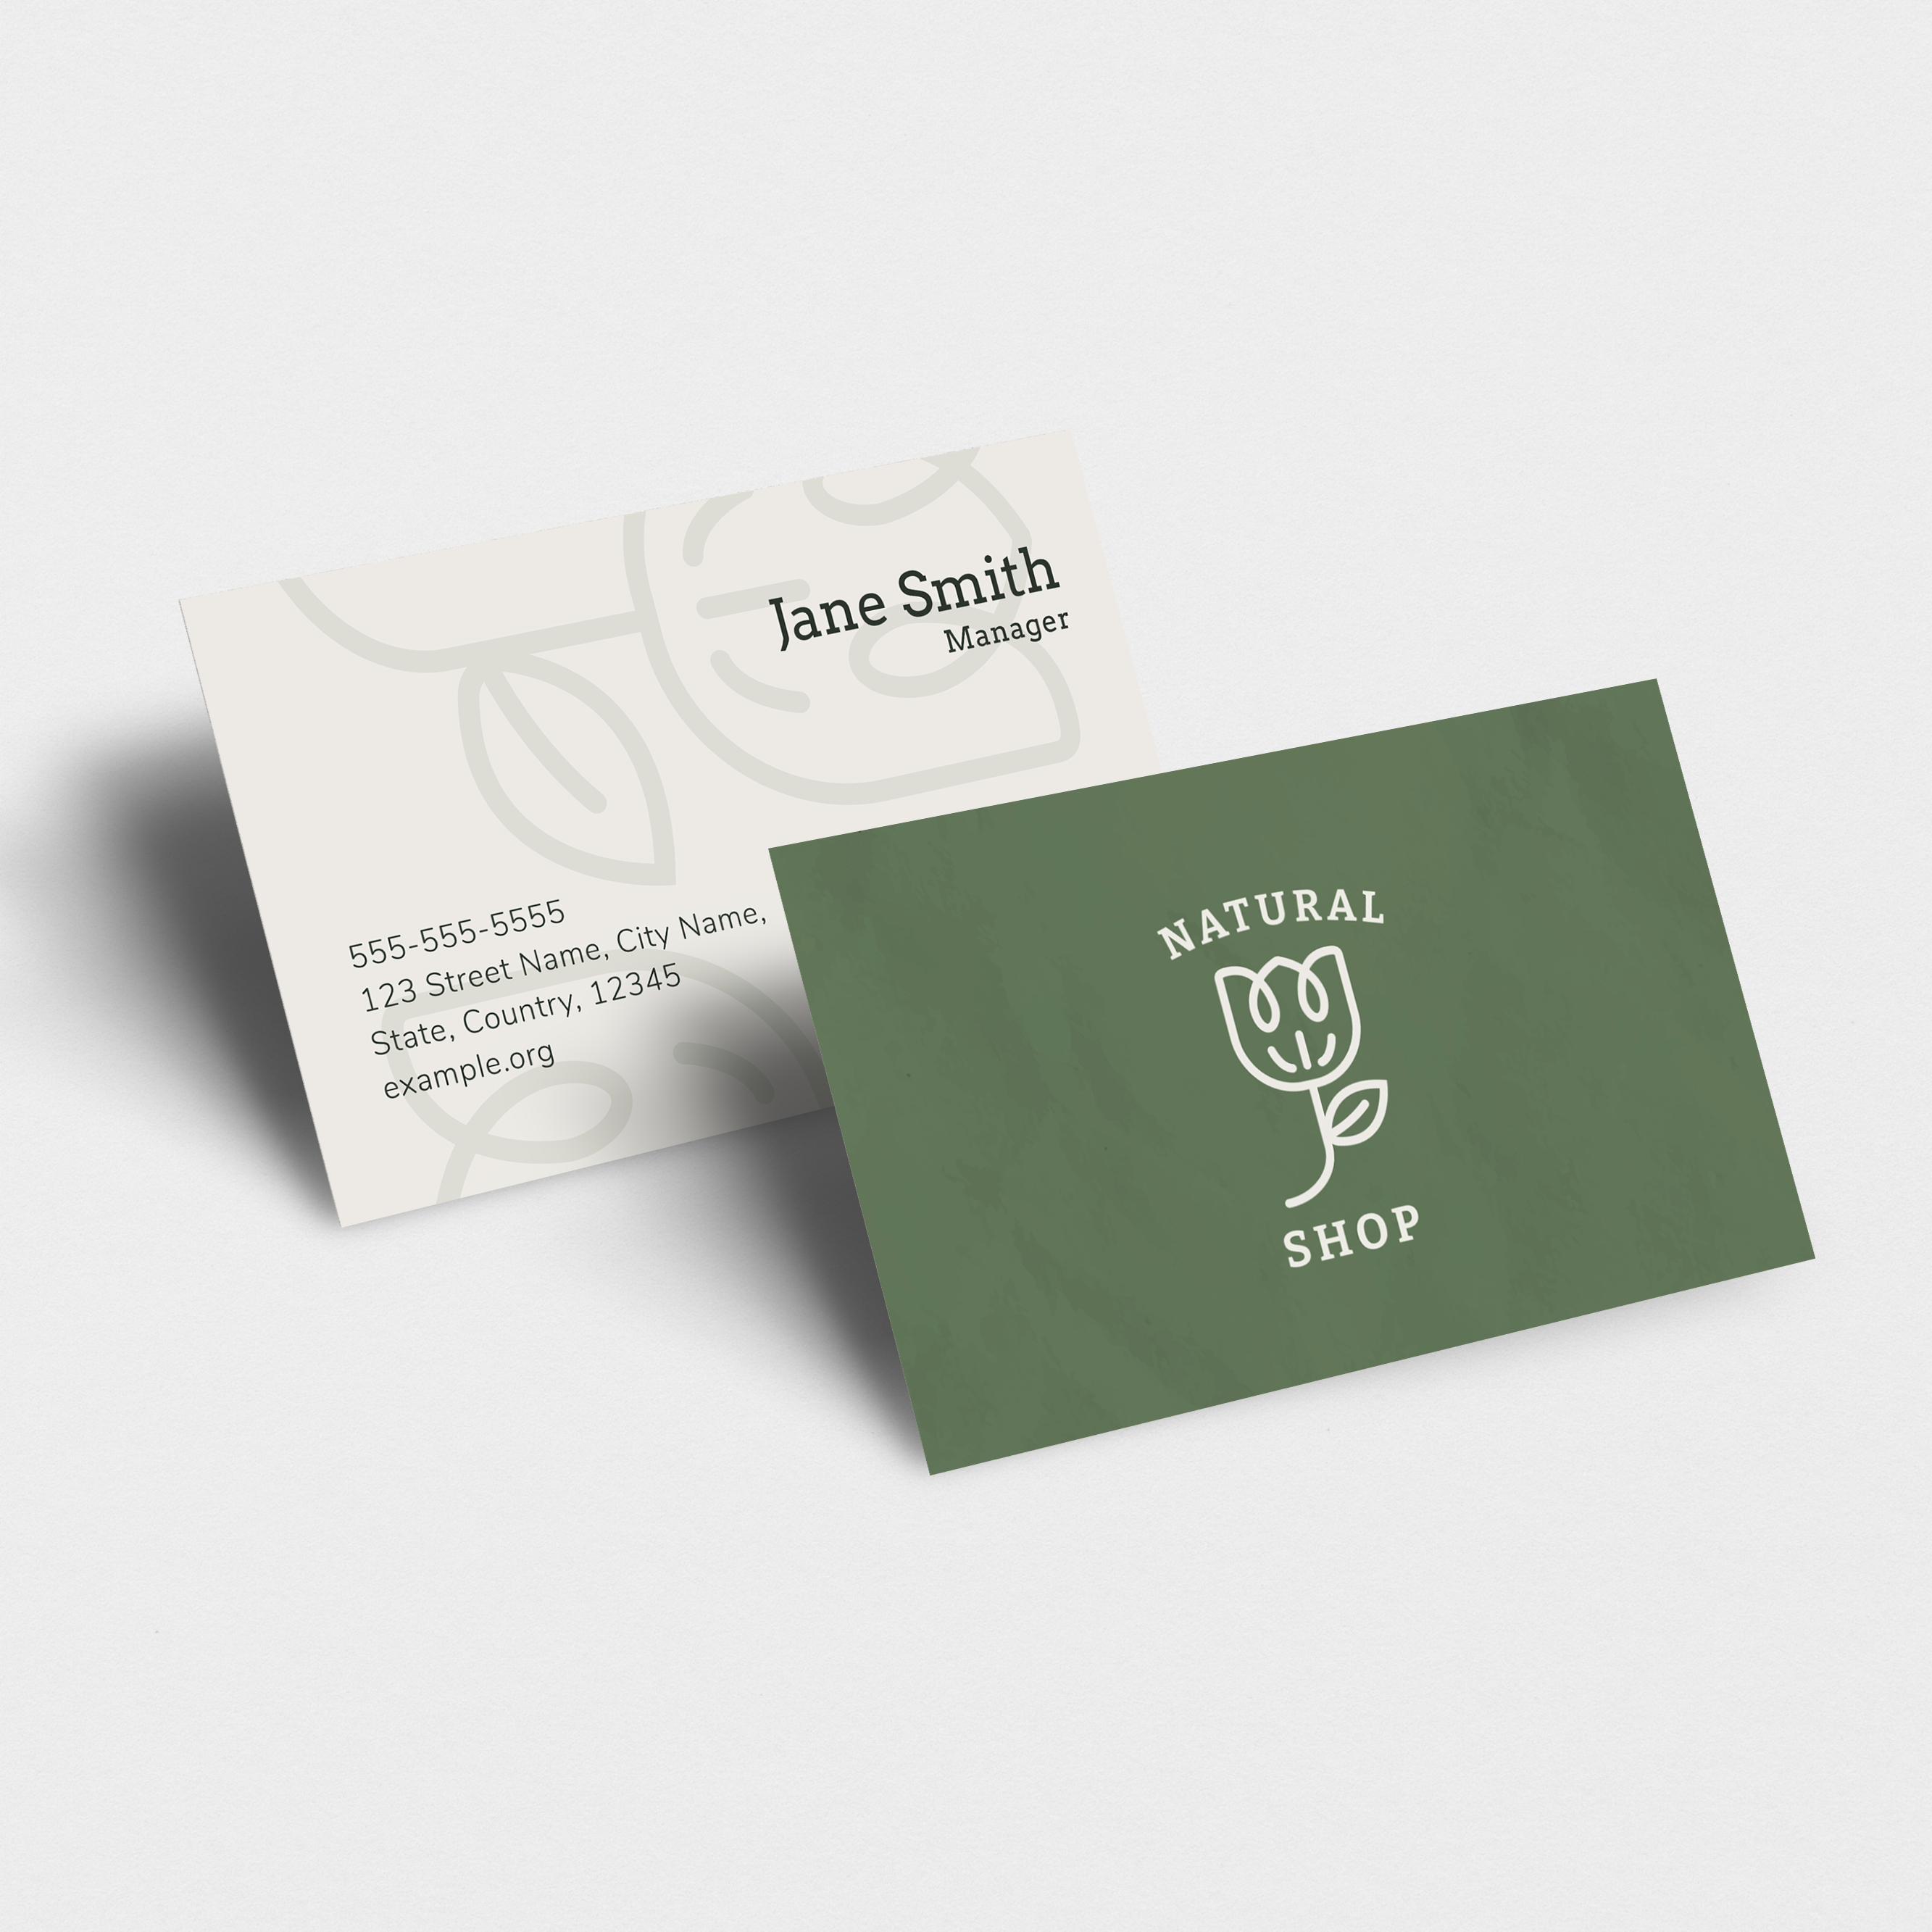 Jane Smith
Manager
555-555-5555
123 Street Name, City Name,
State, Country, 12345
example.org
NATURAL
SHOP